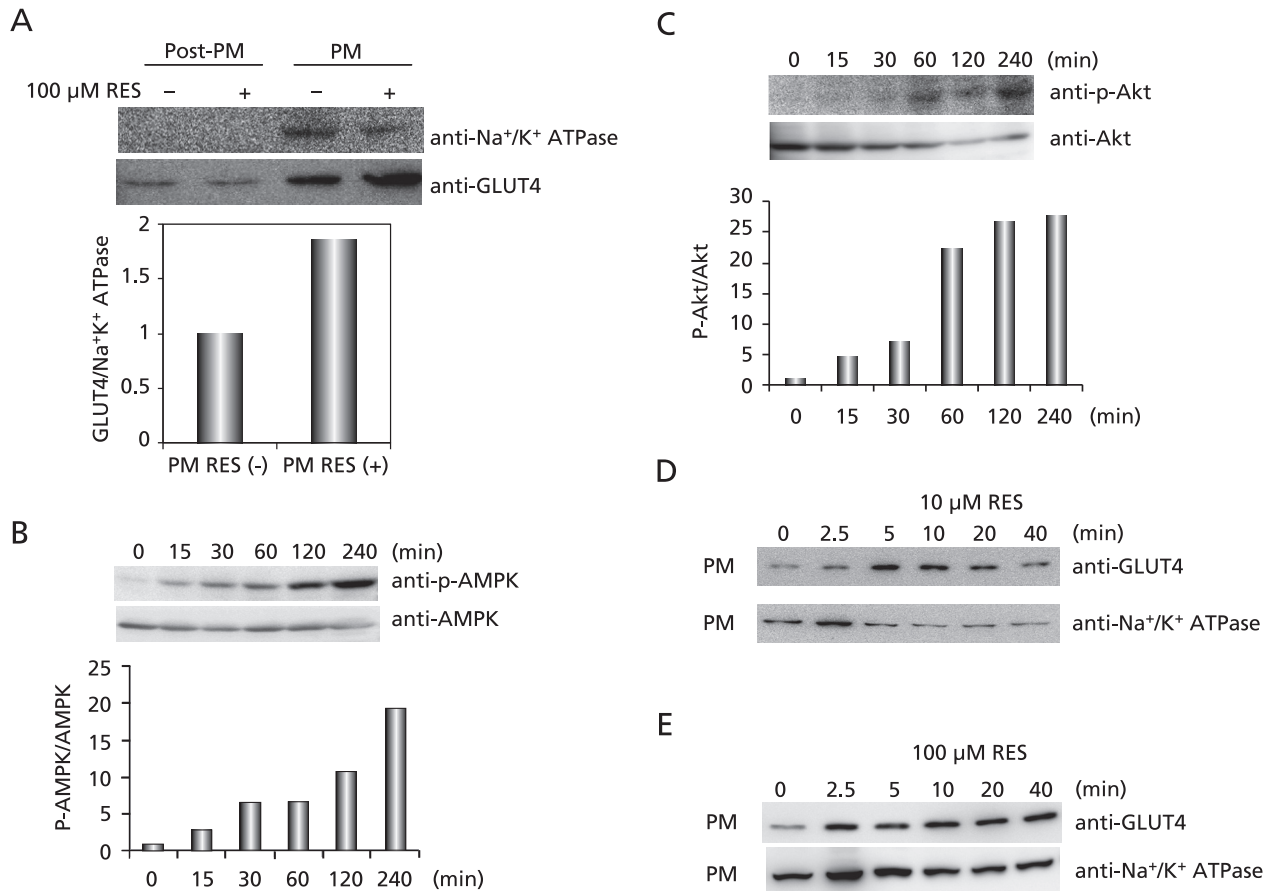 A
Post-PM PM
100 µM RES – + – +
anti-Na⁺/K⁺ ATPase
anti-GLUT4
GLUT4/Na⁺K⁺ ATPase
2
1.5
1
0.5
0
PM RES (-) PM RES (+)
B
0 15 30 60 120 240 (min)
anti-p-AMPK
anti-AMPK
P-AMPK/AMPK
25
20
15
10
5
0
0 15 30 60 120 240 (min)
C
0 15 30 60 120 240 (min)
anti-p-Akt
anti-Akt
P-Akt/Akt
30
25
20
15
10
5
0
0 15 30 60 120 240 (min)
D
10 µM RES
0 2.5 5 10 20 40 (min)
PM anti-GLUT4
PM anti-Na⁺/K⁺ ATPase
E
100 µM RES
0 2.5 5 10 20 40 (min)
PM anti-GLUT4
PM anti-Na⁺/K⁺ ATPase